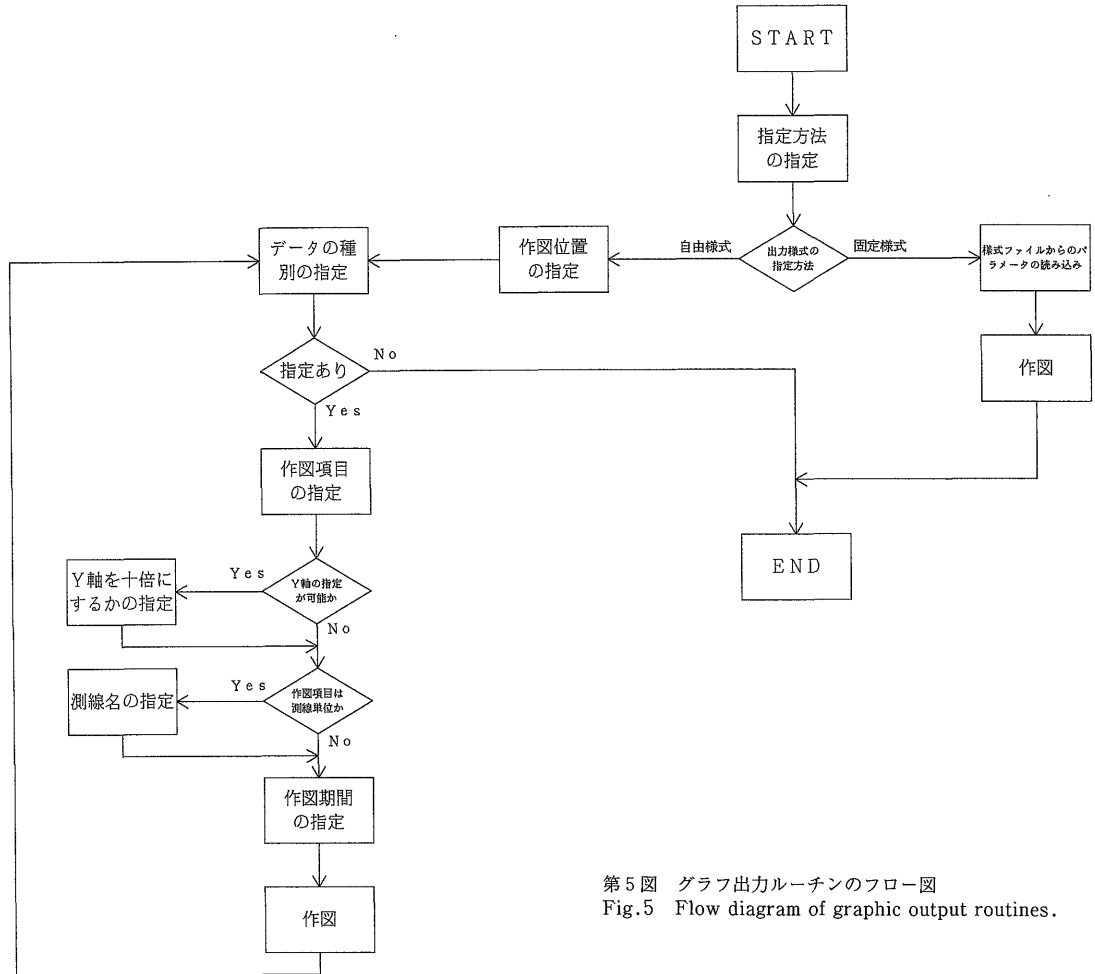 START
指定方法
の指定
出力様式の
指定方法
自由様式
固定様式
作図位置
の指定
データの種
別の指定
様式ファイルからのパ
ラメータの読み込み
作図
指定あり
No
Yes
作図項目
の指定
Y軸の指定
が可能か
Yes
No
Y軸を十倍に
するかの指定
作図項目は
測線単位か
Yes
No
測線名の指定
作図期間
の指定
作図
END
第5図 グラフ出力ルーチンのフロー図
Fig.5 Flow diagram of graphic output routines.